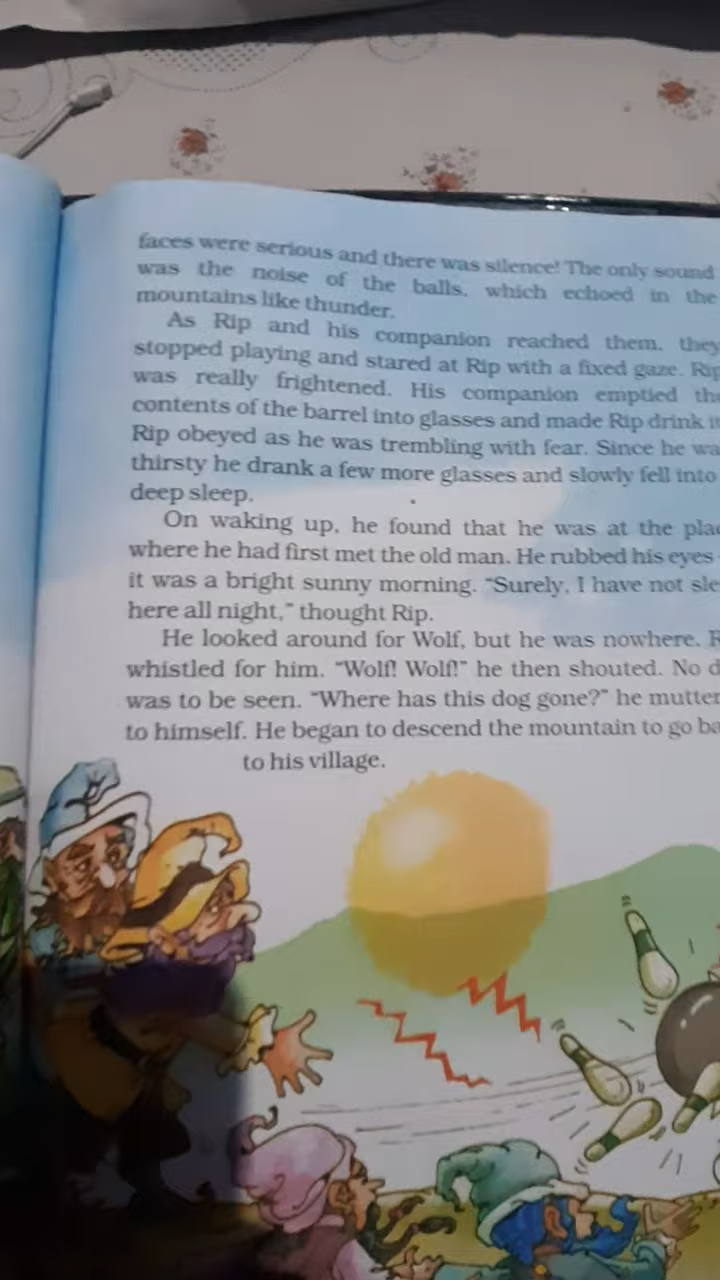 faces were serious and there was silence! The only sound
was the noise of the balls, which echoed in the
mountains like thunder.
As Rip and his companion reached them, they
stopped playing and stared at Rip with a fixed gaze. Rip
was really frightened. His companion emptied the
contents of the barrel into glasses and made Rip drink
Rip obeyed as he was trembling with fear. Since he
thirsty he drank a few more glasses and slowly fell into
deep sleep.
On waking up, he found that he was at the
where he had first met the old man. He rubbed his eyes
it was a bright sunny morning. “Surely, I have not
here all night,” thought Rip.
He looked around for Wolf, but he was nowhere.
whistled for him. “Wolf! Wolf!” he then shouted. No
was to be seen. “Where has this dog gone?” he
to himself. He began to descend the mountain to go
to his village.